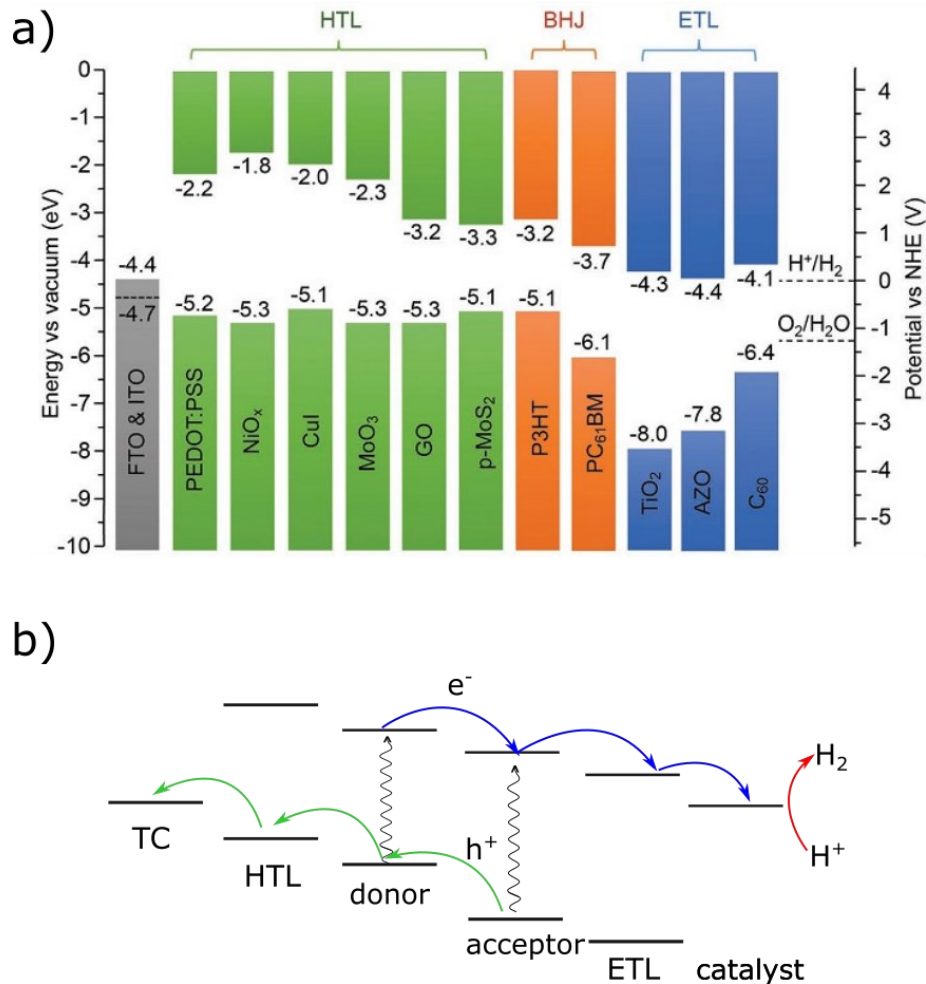 a)
HTL BHJ ETL
Energy vs vacuum (eV)
0
-1
-2
-3
-4
-5
-6
-7
-8
-9
-10
-2.2 -1.8 -2.0 -2.3 -3.2 -3.3 -3.2 -3.7 -4.3 -4.4 -4.1
H⁺/H₂
O₂/H₂O
-4.4
-4.7
-5.2 -5.3 -5.1 -5.3 -5.3 -5.1 -5.1 -6.1 -8.0 -7.8 -6.4
FTO & ITO
PEDOT:PSS
NiOₓ
CuI
MoO₃
GO
p-MoS₂
P3HT
PC₆₁BM
TiO₂
AZO
C₆₀
4
3
2
1
0
-1
-2
-3
-4
-5
Potential vs NHE (V)
b)
e⁻
H₂
TC
h⁺
H⁺
HTL
donor
acceptor
ETL catalyst